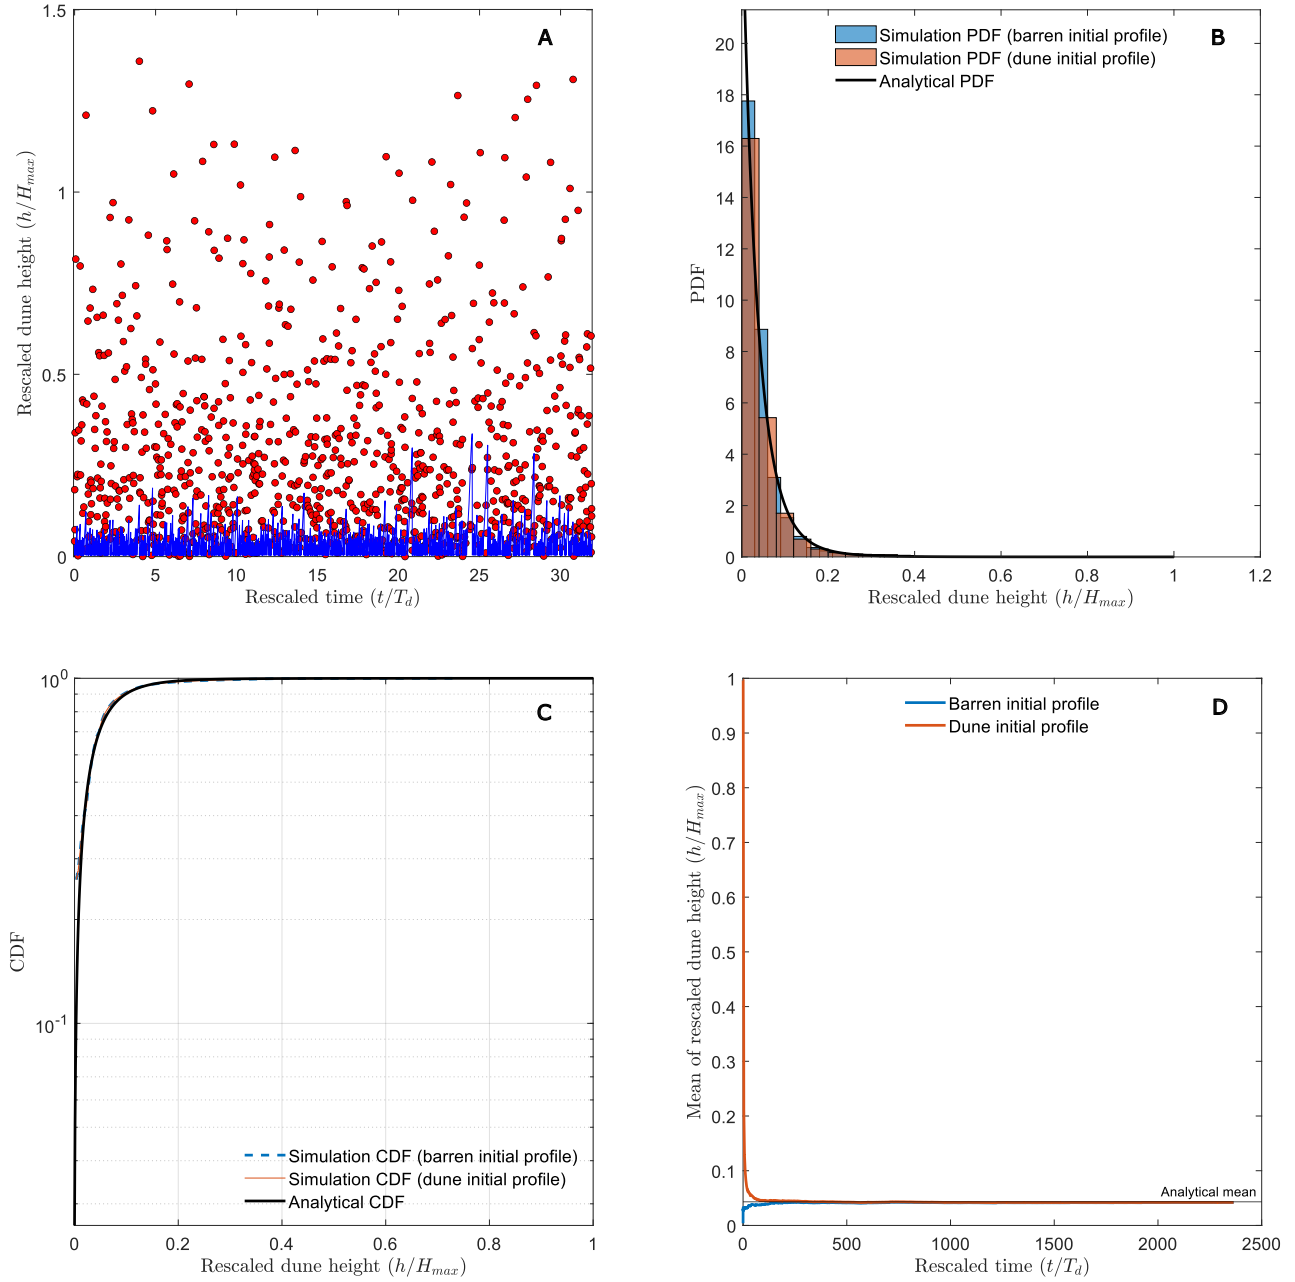 A
Rescaled dune height (h/H_max)
1.5
1
0.5
0
0 5 10 15 20 25 30
Rescaled time (t/T_d)
B
Simulation PDF (barren initial profile)
Simulation PDF (dune initial profile)
Analytical PDF
PDF
20
18
16
14
12
10
8
6
4
2
0
0 0.2 0.4 0.6 0.8 1 1.2
Rescaled dune height (h/H_max)
C
CDF
10^0
10^-1
Simulation CDF (barren initial profile)
Simulation CDF (dune initial profile)
Analytical CDF
0 0.2 0.4 0.6 0.8 1
Rescaled dune height (h/H_max)
D
Barren initial profile
Dune initial profile
Mean of rescaled dune height (h/H_max)
1
0.9
0.8
0.7
0.6
0.5
0.4
0.3
0.2
0.1
0
Analytical mean
0 500 1000 1500 2000 2500
Rescaled time (t/T_d)